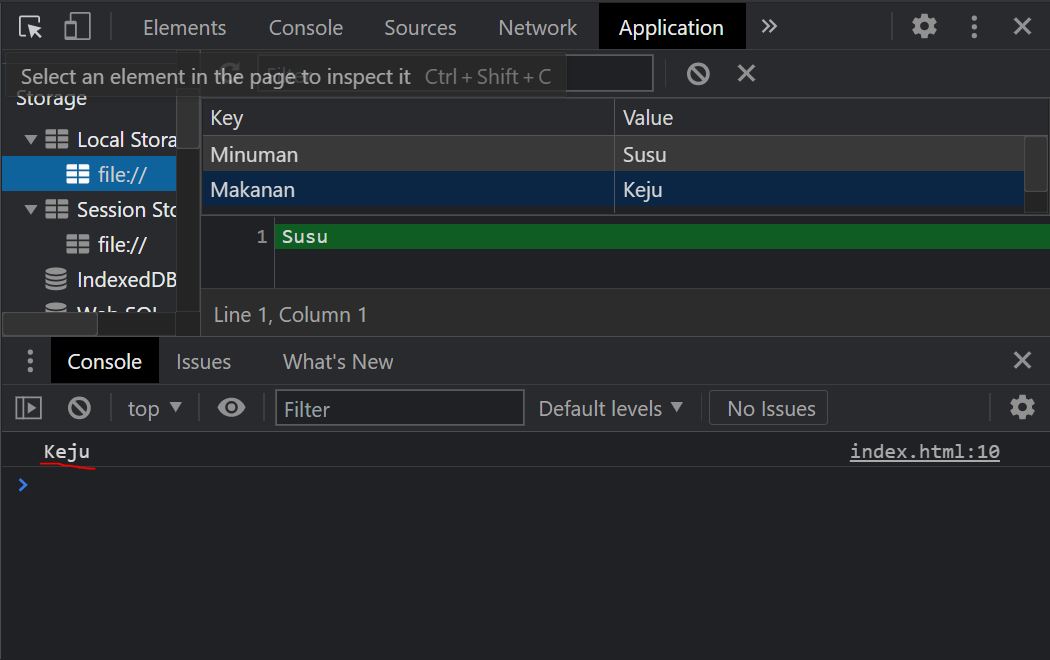 Elements Console Sources Network Application
Select an element in the page to inspect it Ctrl + Shift + C
Storage
Key Value
Local Stora
Minuman Susu
file://
Makanan Keju
Session Sto
file://
1 Susu
IndexedDB
Web SQL
Line 1, Column 1
Console Issues What's New
top Filter Default levels No Issues
Keju index.html:10